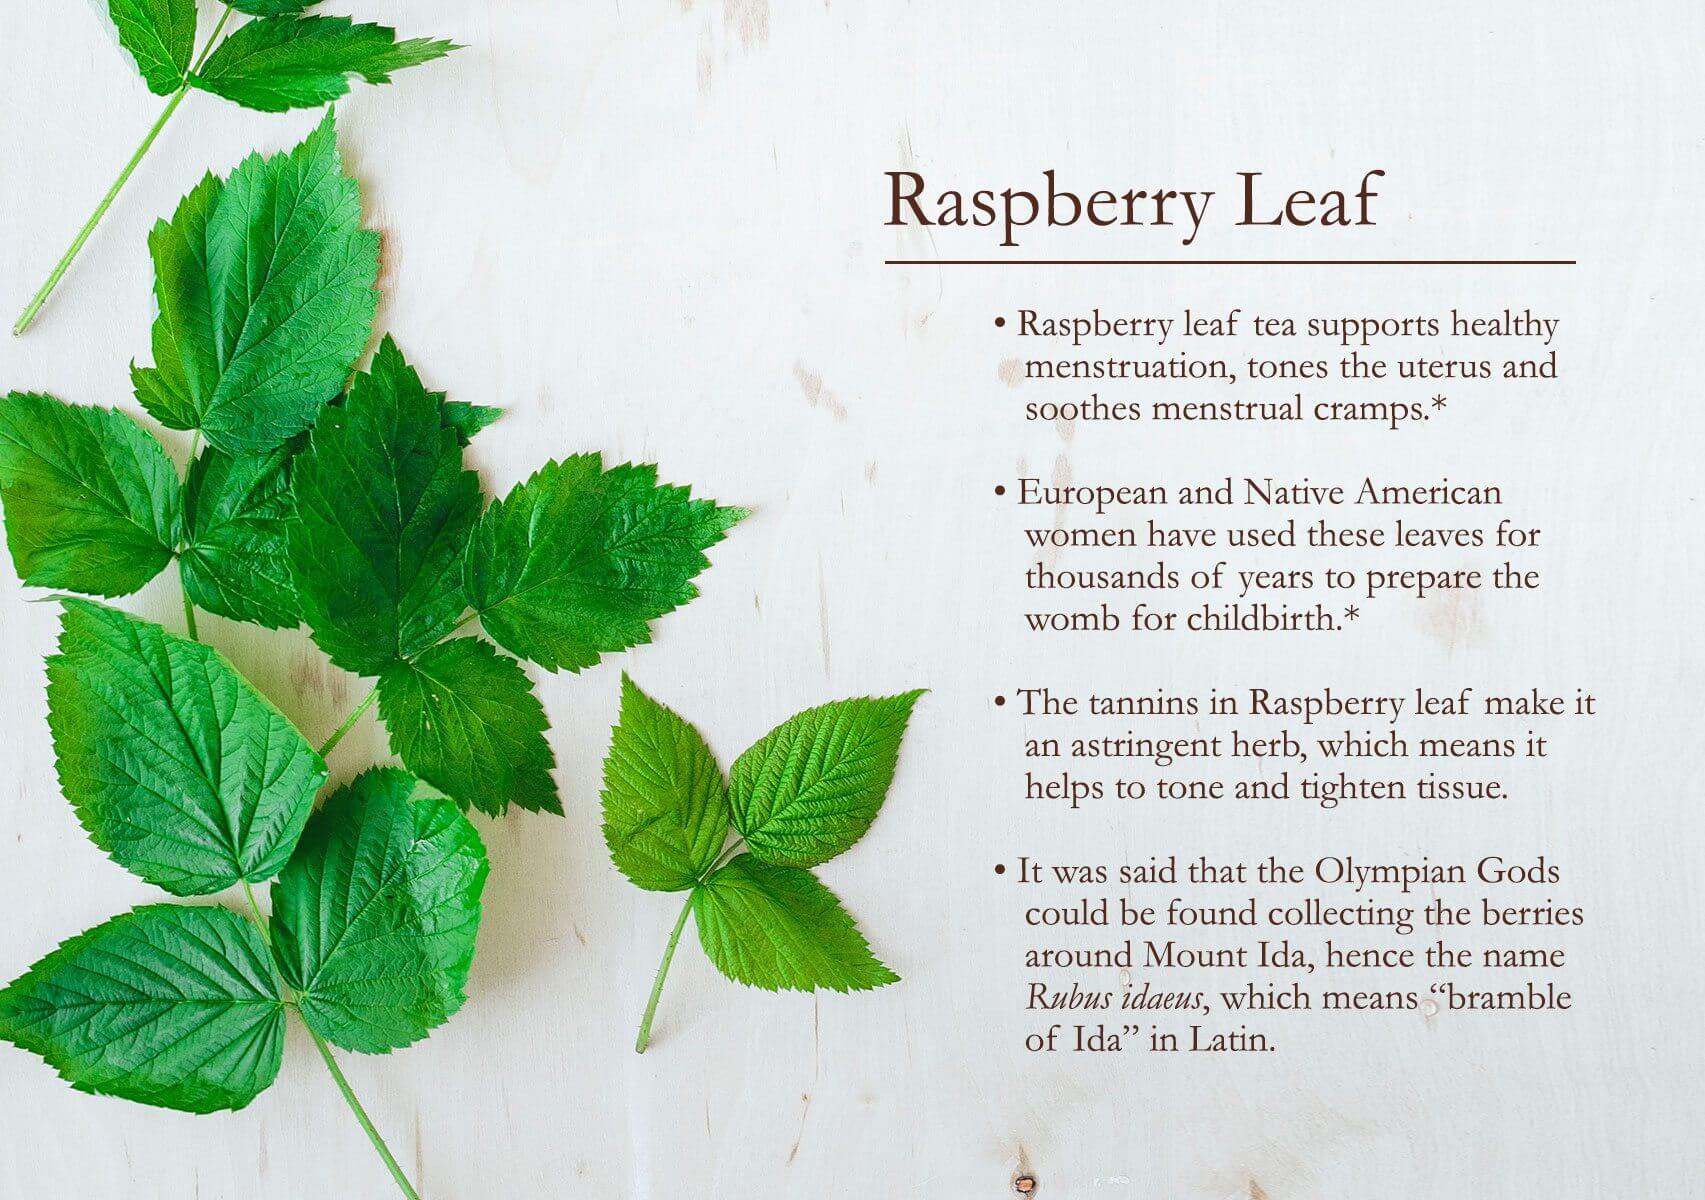 Raspberry Leaf
• Raspberry leaf tea supports healthy
menstruation, tones the uterus and
soothes menstrual cramps.*
• European and Native American
women have used these leaves for
thousands of years to prepare the
womb for childbirth.*
• The tannins in Raspberry leaf make it
an astringent herb, which means it
helps to tone and tighten tissue.
• It was said that the Olympian Gods
could be found collecting the berries
around Mount Ida, hence the name
Rubus idaeus, which means “bramble
of Ida” in Latin.